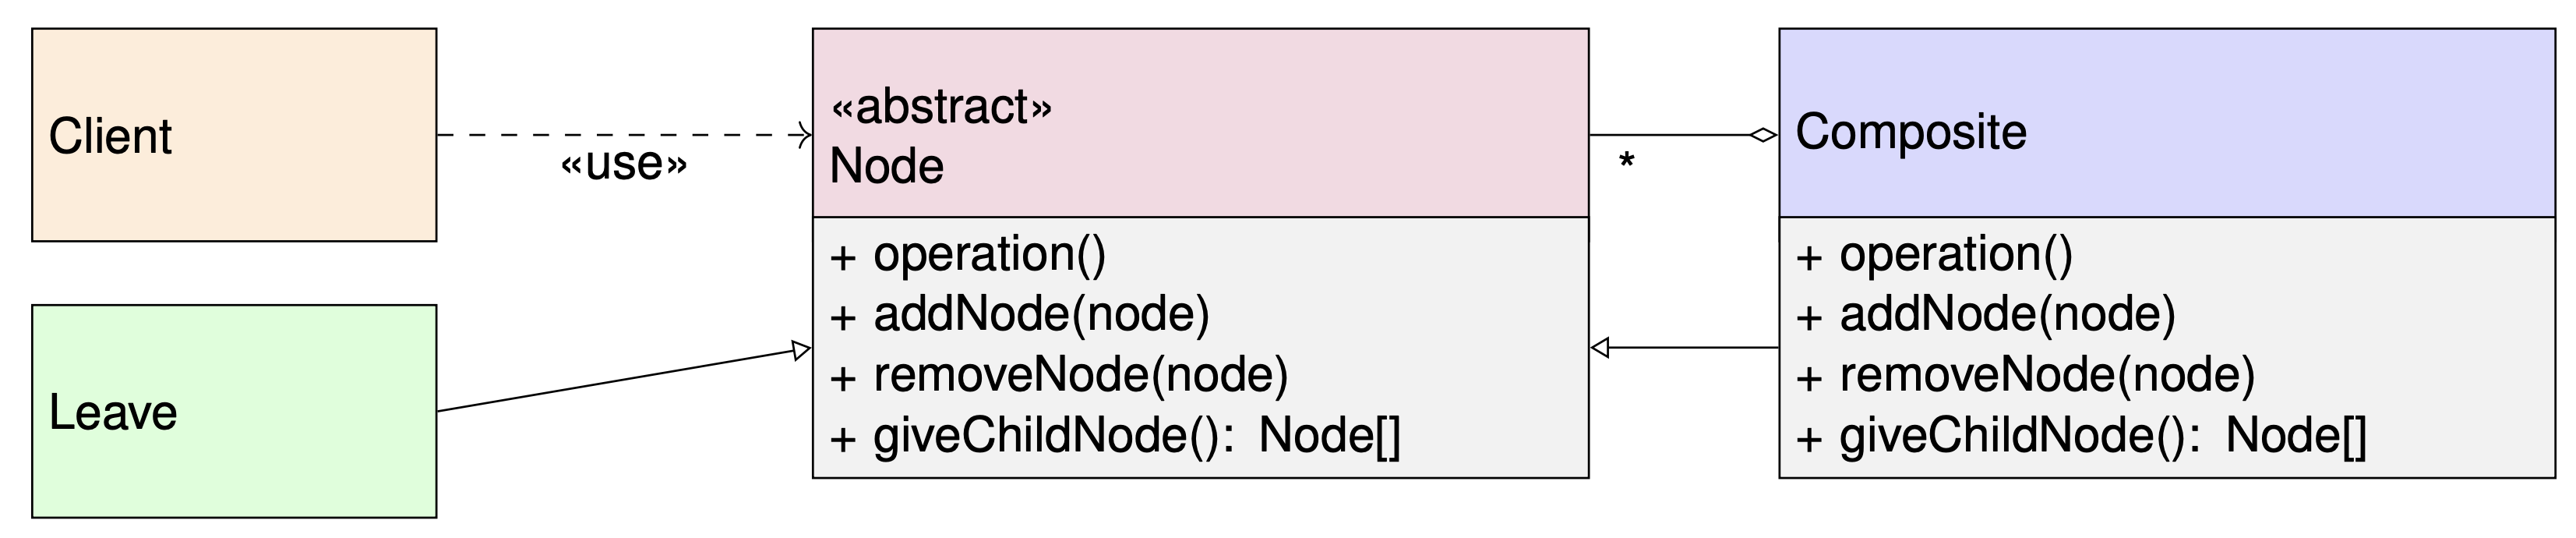 Client
«use»
«abstract»
Node
+ operation()
+ addNode(node)
+ removeNode(node)
+ giveChildNode(): Node[]
*
Composite
+ operation()
+ addNode(node)
+ removeNode(node)
+ giveChildNode(): Node[]
Leave